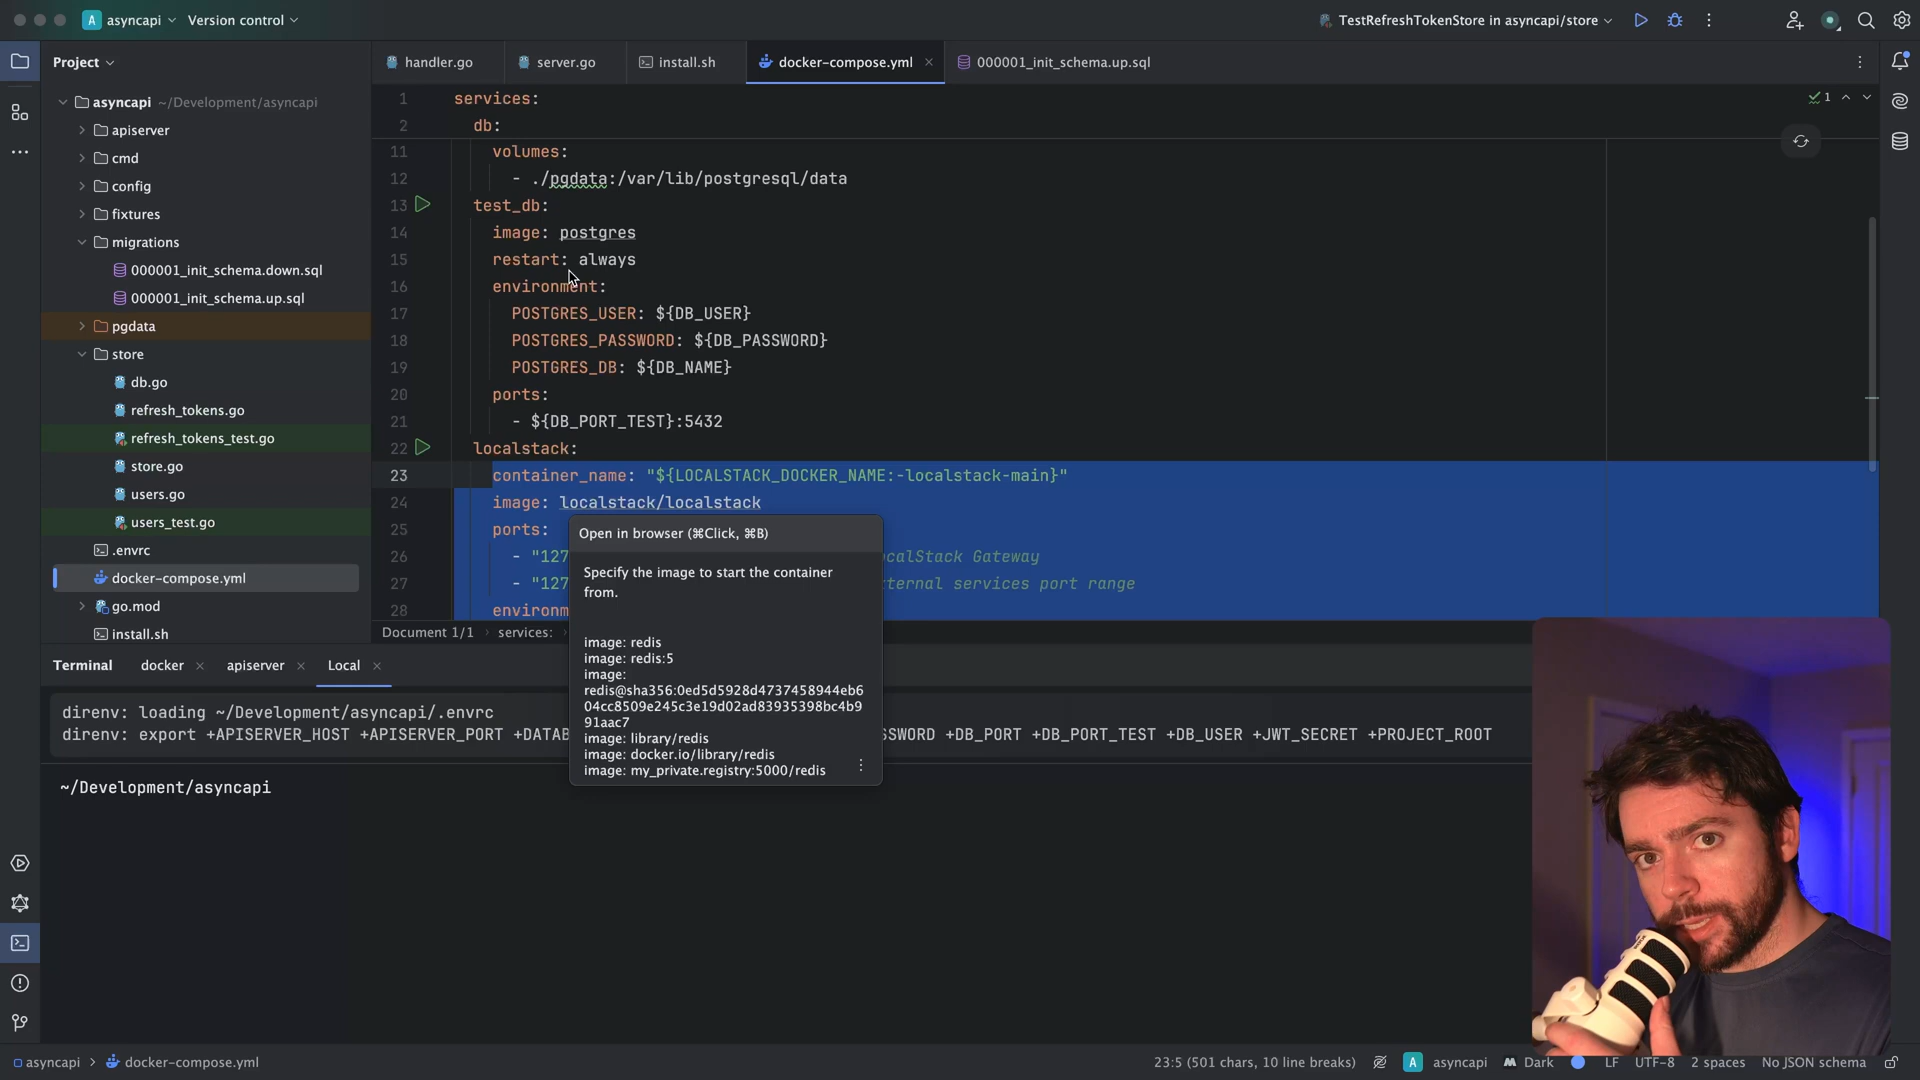 A asyncapi Version control
TestRefreshTokenStore in asyncapi/store
Project
asyncapi ~/Development/asyncapi
apiserver
cmd
config
fixtures
migrations
000001_init_schema.down.sql
000001_init_schema.up.sql
pgdata
store
db.go
refresh_tokens.go
refresh_tokens_test.go
store.go
users.go
users_test.go
.envrc
docker-compose.yml
go.mod
install.sh
handler.go
server.go
install.sh
docker-compose.yml
000001_init_schema.up.sql
1 services:
2 db:
11 volumes:
12 - ./pgdata:/var/lib/postgresql/data
13 test_db:
14 image: postgres
15 restart: always
16 environment:
17 POSTGRES_USER: ${DB_USER}
18 POSTGRES_PASSWORD: ${DB_PASSWORD}
19 POSTGRES_DB: ${DB_NAME}
20 ports:
21 - ${DB_PORT_TEST}:5432
22 localstack:
23 container_name: "${LOCALSTACK_DOCKER_NAME:-localstack-main}"
24 image: localstack/localstack
25 ports:
26 - "127 calStack Gateway
27 - "127 ternal services port range
28 environm
1
Document 1/1 services:
Open in browser (⌘Click, ⌘B)
Specify the image to start the container
from.
image: redis
image: redis:5
image:
redis@sha356:0ed5d5928d4737458944eb6
04cc8509e245c3e19d02ad83935398bc4b9
91aac7
image: library/redis
image: docker.io/library/redis
image: my_private.registry:5000/redis
Terminal docker apiserver Local
direnv: loading ~/Development/asyncapi/.envrc
direnv: export +APISERVER_HOST +APISERVER_PORT +DATAB SWORD +DB_PORT +DB_PORT_TEST +DB_USER +JWT_SECRET +PROJECT_ROOT
~/Development/asyncapi
asyncapi docker-compose.yml
23:5 (501 chars, 10 line breaks) A asyncapi Dark LF UTF-8 2 spaces No JSON schema